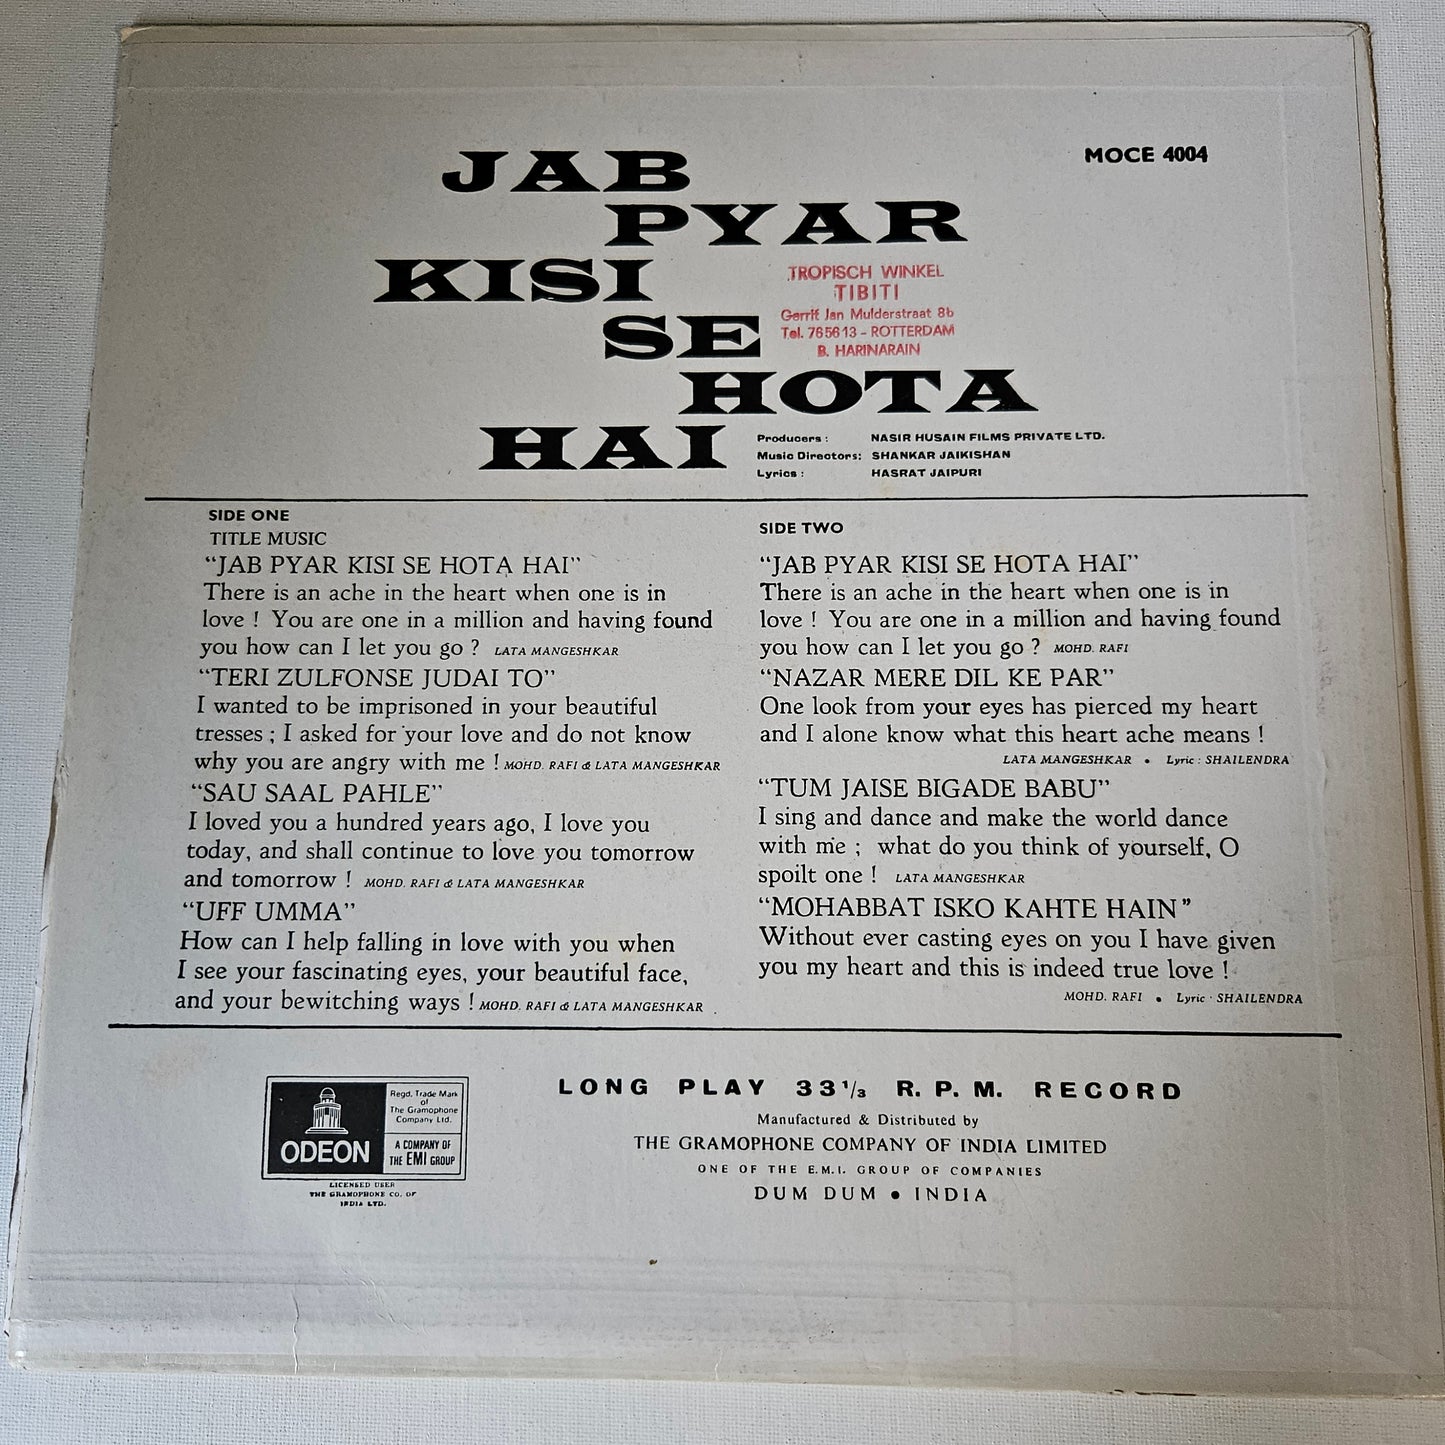 JAB
PYAR
KISI
SE
HOTA
HAI
MOCE 4004
TROPISCH WINKEL
TIBITI
Gerrit Jan Mulderstraat 8b
Tel. 765613 - ROTTERDAM
B. HARINARAIN
Producers : NASIR HUSAIN FILMS PRIVATE LTD.
Music Directors: SHANKAR JAIKISHAN
Lyrics : HASRAT JAIPURI
SIDE ONE
TITLE MUSIC
“JAB PYAR KISI SE HOTA HAI”
There is an ache in the heart when one is in
love ! You are one in a million and having found
you how can I let you go ? LATA MANGESHKAR
“TERI ZULFONSE JUDAI TO”
I wanted to be imprisoned in your beautiful
tresses ; I asked for your love and do not know
why you are angry with me ! MOHD. RAFI & LATA MANGESHKAR
“SAU SAAL PAHLE”
I loved you a hundred years ago, I love you
today, and shall continue to love you tomorrow
and tomorrow ! MOHD. RAFI & LATA MANGESHKAR
“UFF UMMA”
How can I help falling in love with you when
I see your fascinating eyes, your beautiful face,
and your bewitching ways ! MOHD. RAFI & LATA MANGESHKAR
SIDE TWO
“JAB PYAR KISI SE HOTA HAI”
There is an ache in the heart when one is in
love ! You are one in a million and having found
you how can I let you go ? MOHD. RAFI
“NAZAR MERE DIL KE PAR”
One look from your eyes has pierced my heart
and I alone know what this heart ache means !
LATA MANGESHKAR • Lyric : SHAILENDRA
“TUM JAISE BIGADE BABU”
I sing and dance and make the world dance
with me ; what do you think of yourself, O
spoilt one ! LATA MANGESHKAR
“MOHABBAT ISKO KAHTE HAIN”
Without ever casting eyes on you I have given
you my heart and this is indeed true love !
MOHD. RAFI • Lyric : SHAILENDRA
ODEON
Regd. Trade Mark
of
The Gramophone
Company Ltd.
A COMPANY OF
THE EMI GROUP
LICENSED USER
THE GRAMOPHONE CO. OF
INDIA LTD.
LONG PLAY 33 1/3 R. P. M. RECORD
Manufactured & Distributed by
THE GRAMOPHONE COMPANY OF INDIA LIMITED
ONE OF THE E.M.I. GROUP OF COMPANIES
DUM DUM • INDIA